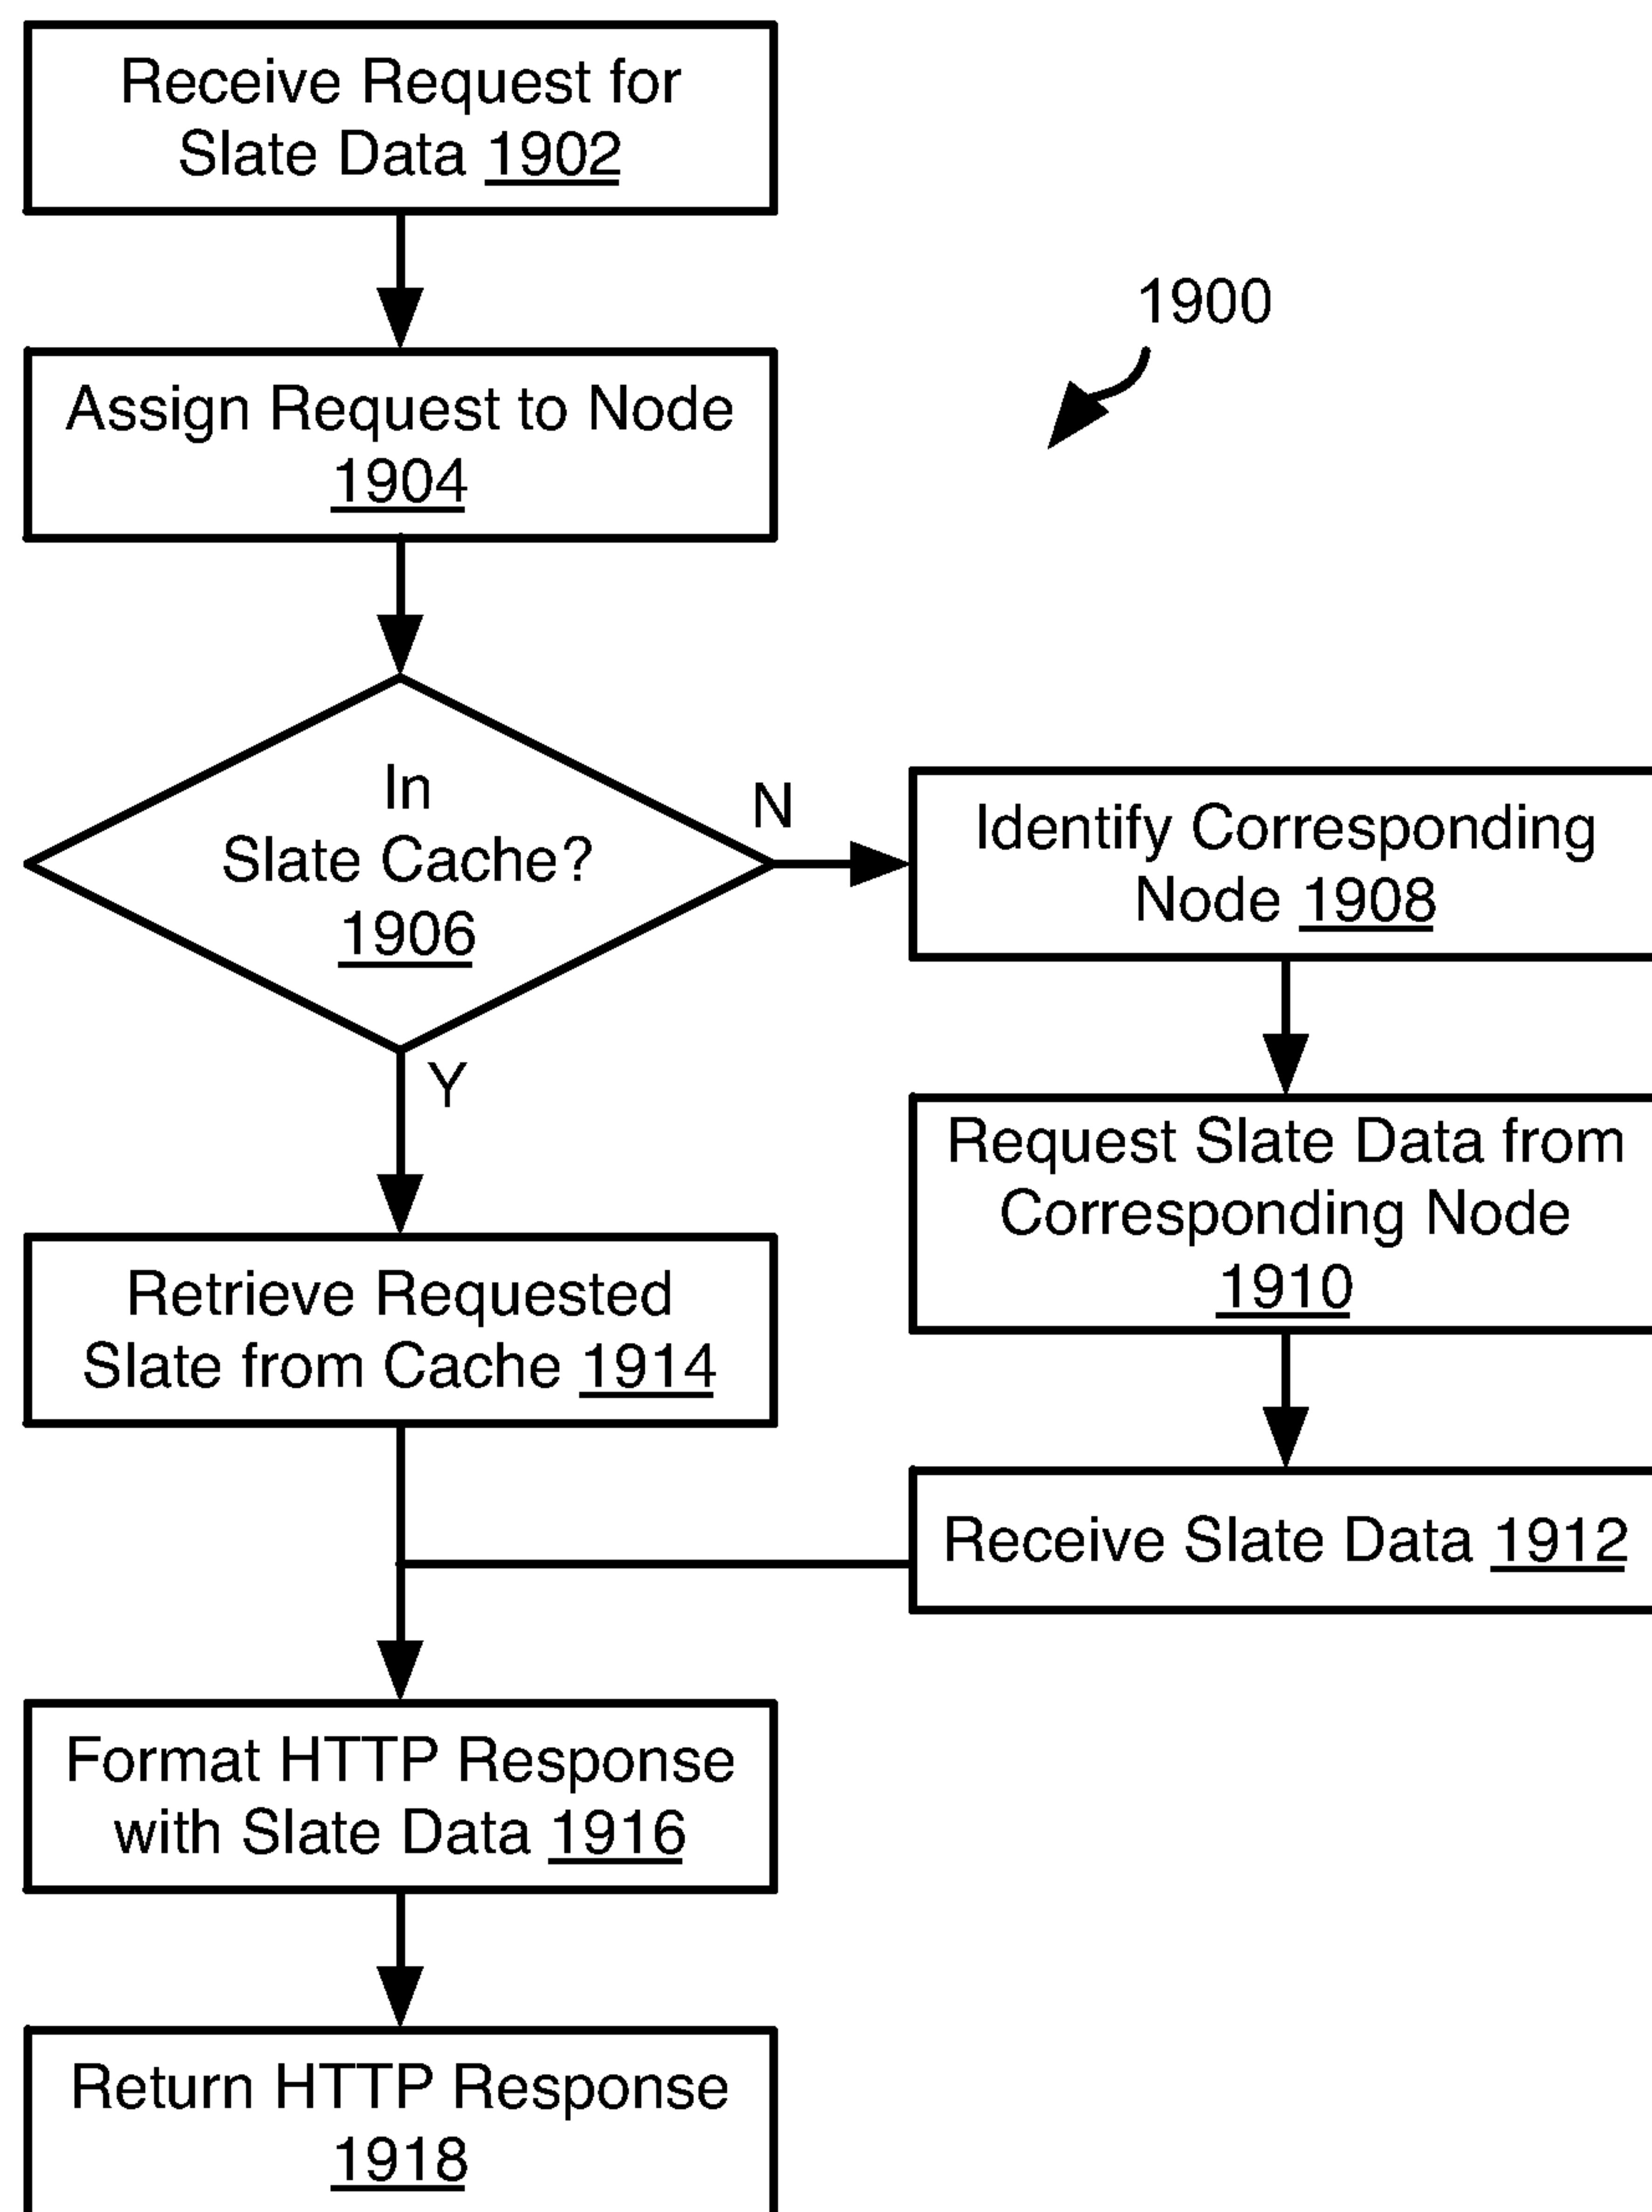 Receive Request for
Slate Data 1902
1900
Assign Request to Node
1904
In
Slate Cache?
1906
N
Y
Identify Corresponding
Node 1908
Request Slate Data from
Corresponding Node
1910
Receive Slate Data 1912
Retrieve Requested
Slate from Cache 1914
Format HTTP Response
with Slate Data 1916
Return HTTP Response
1918